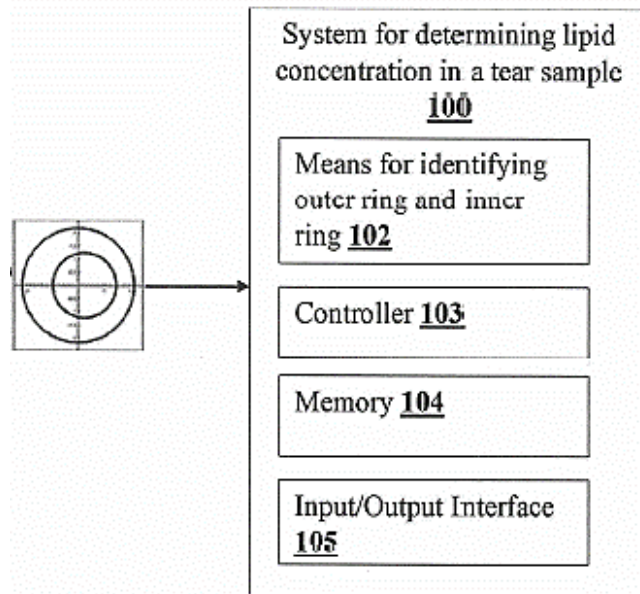 System for determining lipid
concentration in a tear sample
100
Means for identifying
outer ring and inner
ring 102
Controller 103
Memory 104
Input/Output Interface
105